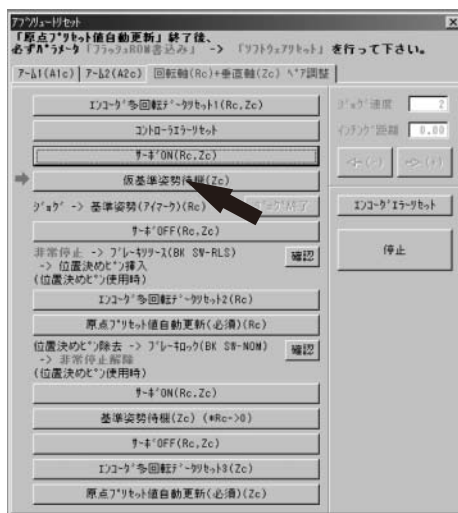 アブソリュートリセット
「原点プリセット値自動更新」終了後、
必ずパラメータ「フラッシュROM書込み」 -> 「ソフトウェアリセット」を行って下さい。
アーム1(A1c) アーム2(A2c) 回転軸(Rc)+垂直軸(Zc) ペア調整
エンコーダ多回転データリセット1(Rc,Zc)
コントローラエラーリセット
サーボON(Rc,Zc)
仮基準姿勢待機(Zc)
ジョグ -> 基準姿勢(アイマーク)(Rc)
ジョグ終了
サーボOFF(Rc,Zc)
非常停止 -> ブレーキリリース(BK SW-RLS)
-> 位置決めピン挿入
(位置決めピン使用時)
確認
エンコーダ多回転データリセット2(Rc)
原点プリセット値自動更新(必須)(Rc)
位置決めピン除去 -> ブレーキロック(BK SW-NOM)
-> 非常停止解除
(位置決めピン使用時)
確認
サーボON(Rc,Zc)
基準姿勢待機(Zc) (*Rc->0)
サーボOFF(Rc,Zc)
エンコーダ多回転データリセット3(Zc)
原点プリセット値自動更新(必須)(Zc)
ジョグ速度 2
インチング距離 0.00
<-(-) ->(+)
エンコーダエラーリセット
停止